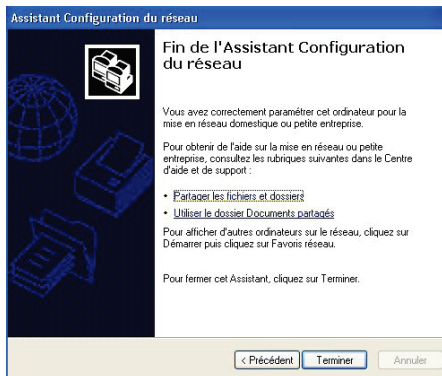 Assistant Configuration du réseau
Fin de l'Assistant Configuration
du réseau
Vous avez correctement paramétrer cet ordinateur pour la
mise en réseau domestique ou petite entreprise.
Pour obtenir de l'aide sur la mise en réseau ou petite
entreprise, consultez les rubriques suivantes dans le Centre
d'aide et de support :
• Partager les fichiers et dossiers
• Utiliser le dossier Documents partagés
Pour afficher d'autres ordinateurs sur le réseau, cliquez sur
Démarrer puis cliquez sur Favoris réseau.
Pour fermer cet Assistant, cliquez sur Terminer.
< Précédent Terminer Annuler